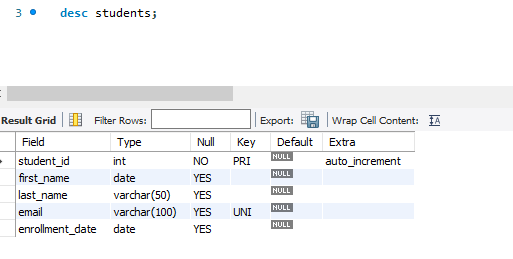 3 desc students;
Result Grid Filter Rows: Export: Wrap Cell Content: IA
Field Type Null Key Default Extra
student_id int NO PRI NULL auto_increment
first_name date YES NULL
last_name varchar(50) YES NULL
email varchar(100) YES UNI NULL
enrollment_date date YES NULL